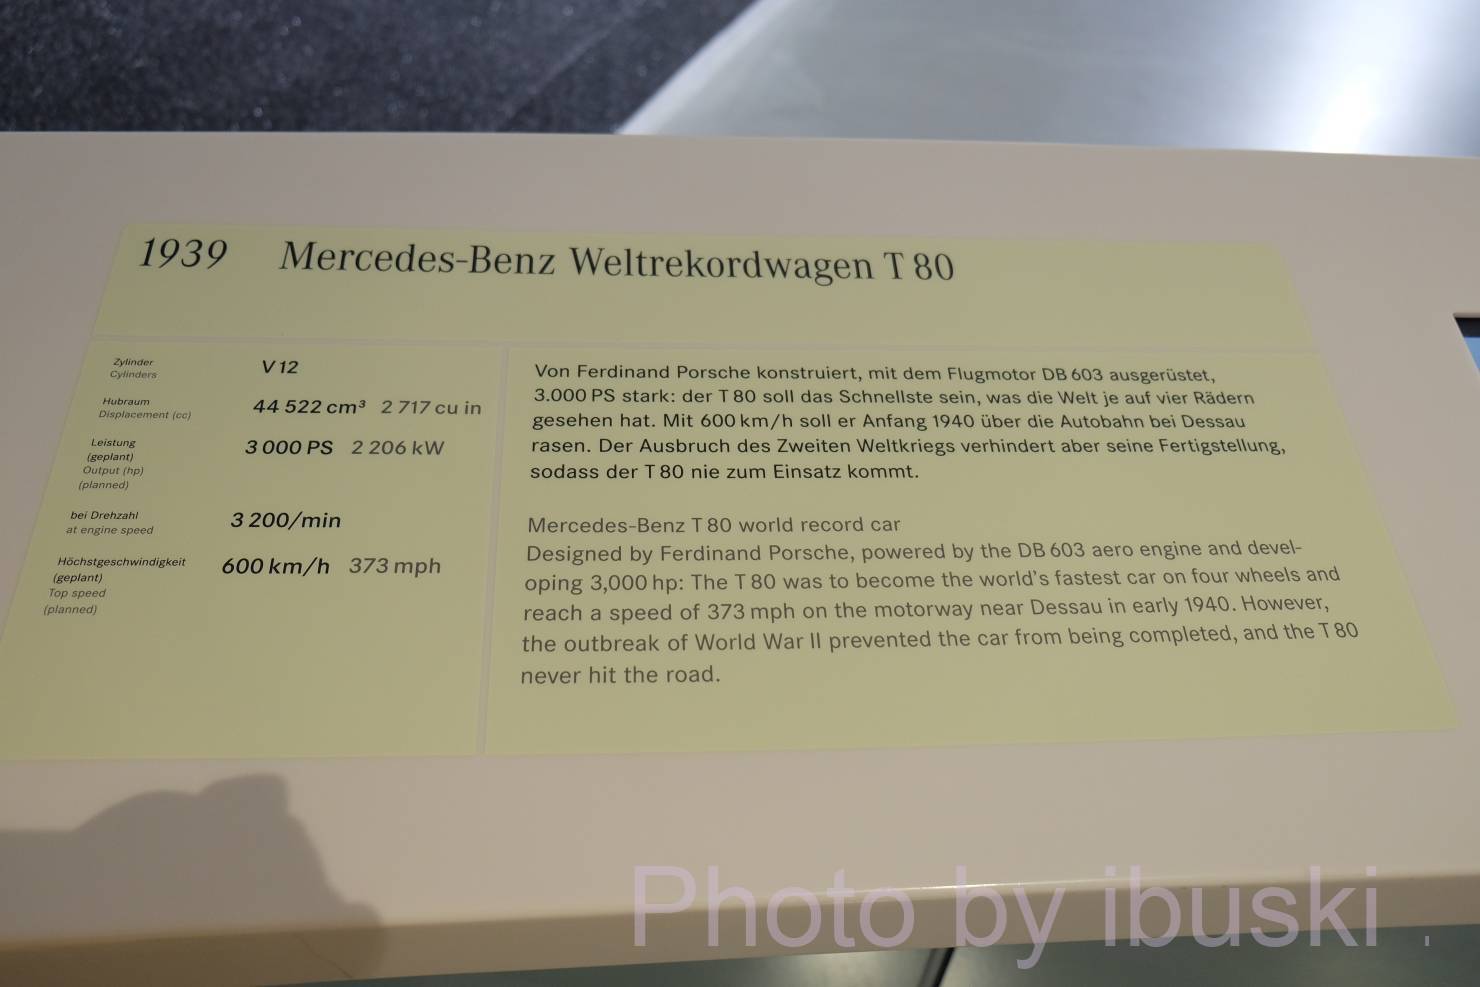 1939 Mercedes-Benz Weltrekordwagen T 80
Zylinder
Cylinders
V 12
Hubraum
Displacement (cc)
44 522 cm³ 2 717 cu in
Leistung
(geplant)
Output (hp)
(planned)
3 000 PS 2 206 kW
bei Drehzahl
at engine speed
3 200/min
Höchstgeschwindigkeit
(geplant)
Top speed
(planned)
600 km/h 373 mph
Von Ferdinand Porsche konstruiert, mit dem Flugmotor DB 603 ausgerüstet,
3.000 PS stark: der T 80 soll das Schnellste sein, was die Welt je auf vier Rädern
gesehen hat. Mit 600 km/h soll er Anfang 1940 über die Autobahn bei Dessau
rasen. Der Ausbruch des Zweiten Weltkriegs verhindert aber seine Fertigstellung,
sodass der T 80 nie zum Einsatz kommt.
Mercedes-Benz T 80 world record car
Designed by Ferdinand Porsche, powered by the DB 603 aero engine and devel-
oping 3,000 hp: The T 80 was to become the world's fastest car on four wheels and
reach a speed of 373 mph on the motorway near Dessau in early 1940. However,
the outbreak of World War II prevented the car from being completed, and the T 80
never hit the road.
Photo by ibuski .